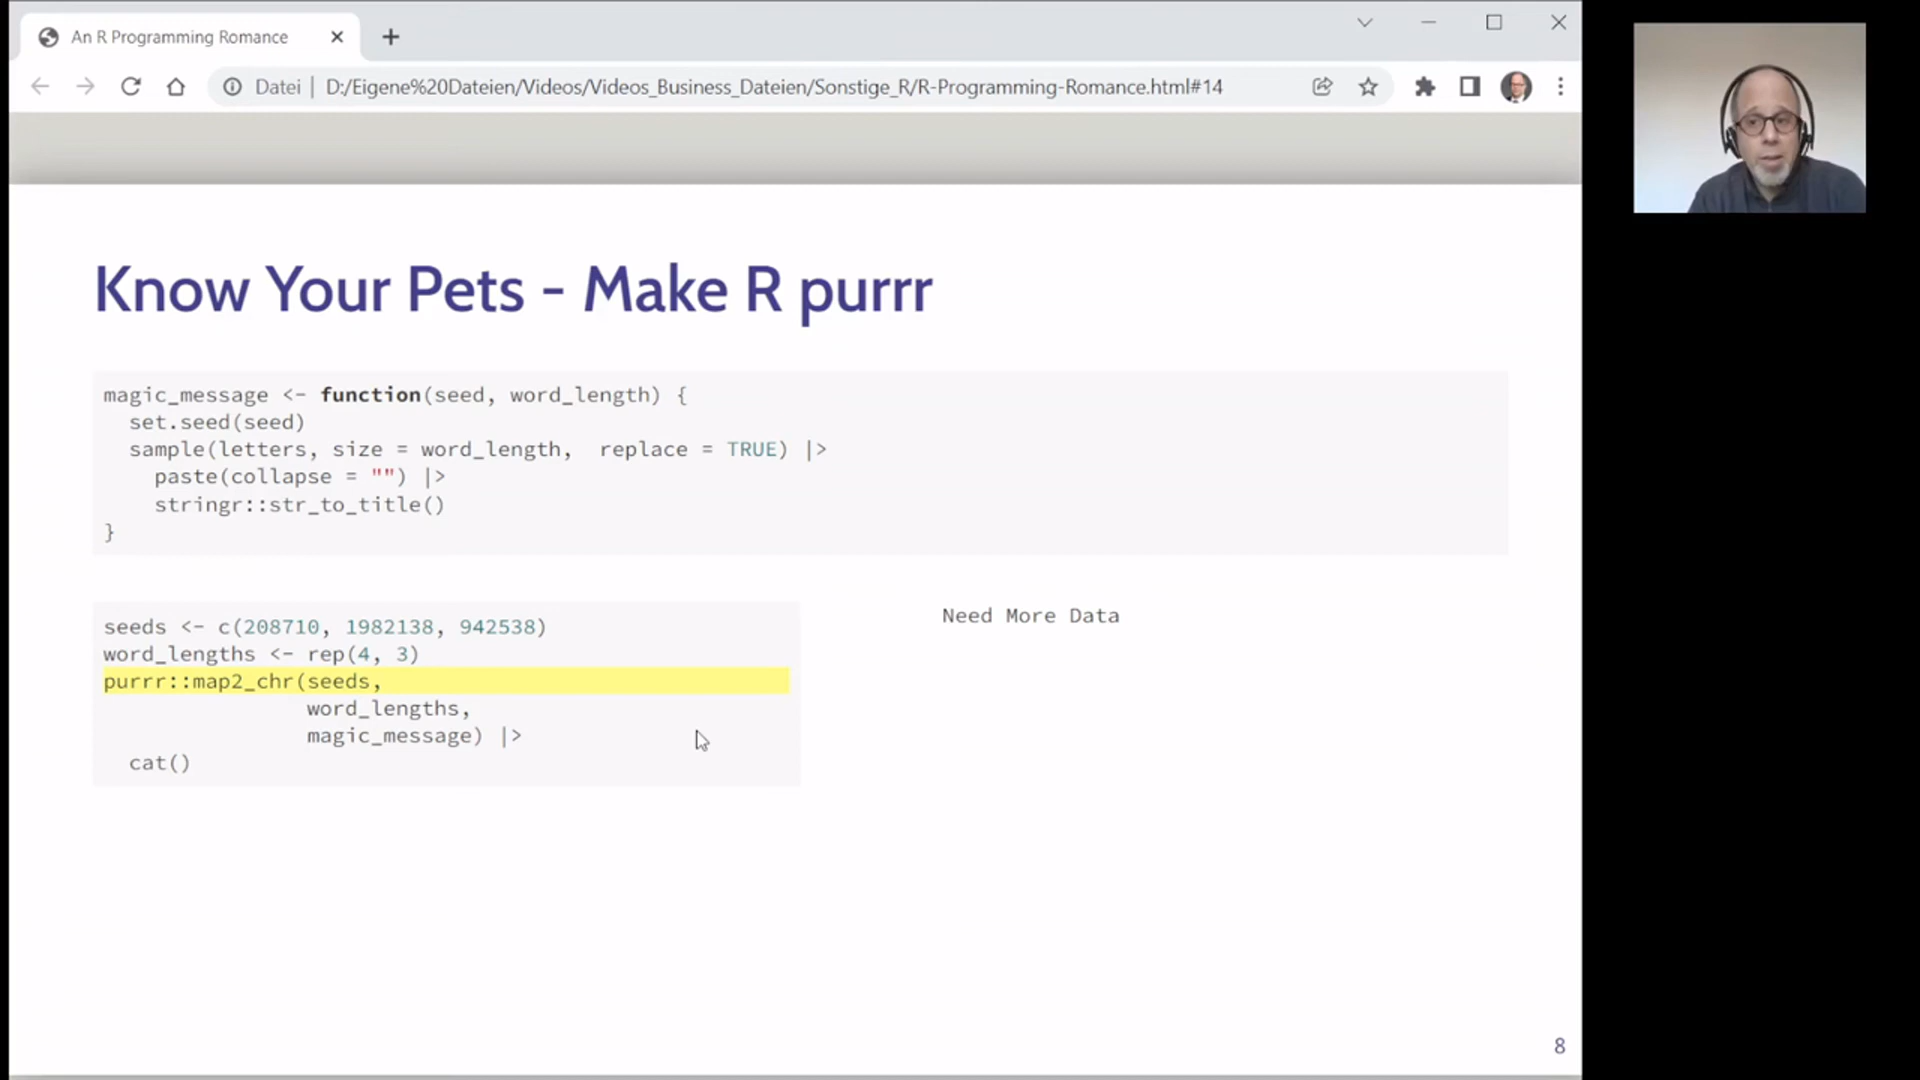 An R Programming Romance
Datei | D:/Eigene%20Dateien/Videos/Videos_Business_Dateien/Sonstige_R/R-Programming-Romance.html#14
Know Your Pets - Make R purrr
magic_message <- function(seed, word_length) {
  set.seed(seed)
  sample(letters, size = word_length,  replace = TRUE) |>
    paste(collapse = "") |>
    stringr::str_to_title()
}
seeds <- c(208710, 1982138, 942538)
word_lengths <- rep(4, 3)
purrr::map2_chr(seeds,
                word_lengths,
                magic_message) |>
  cat()
Need More Data
8